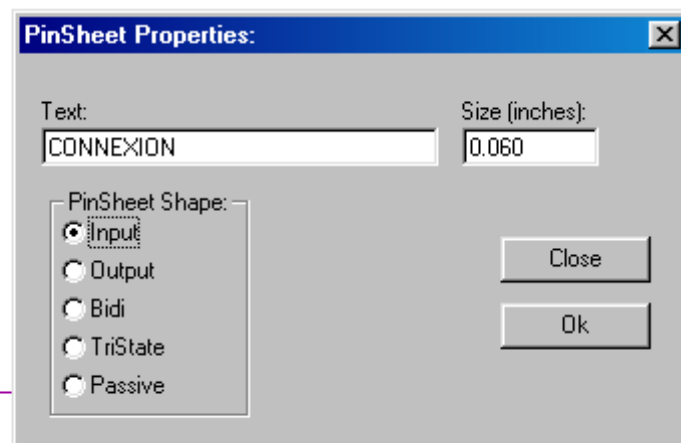 PinSheet Properties:
Text: Size (inches):
CONNEXION 0.060
PinSheet Shape:
Input
Output
Bidi
TriState
Passive
Close
Ok